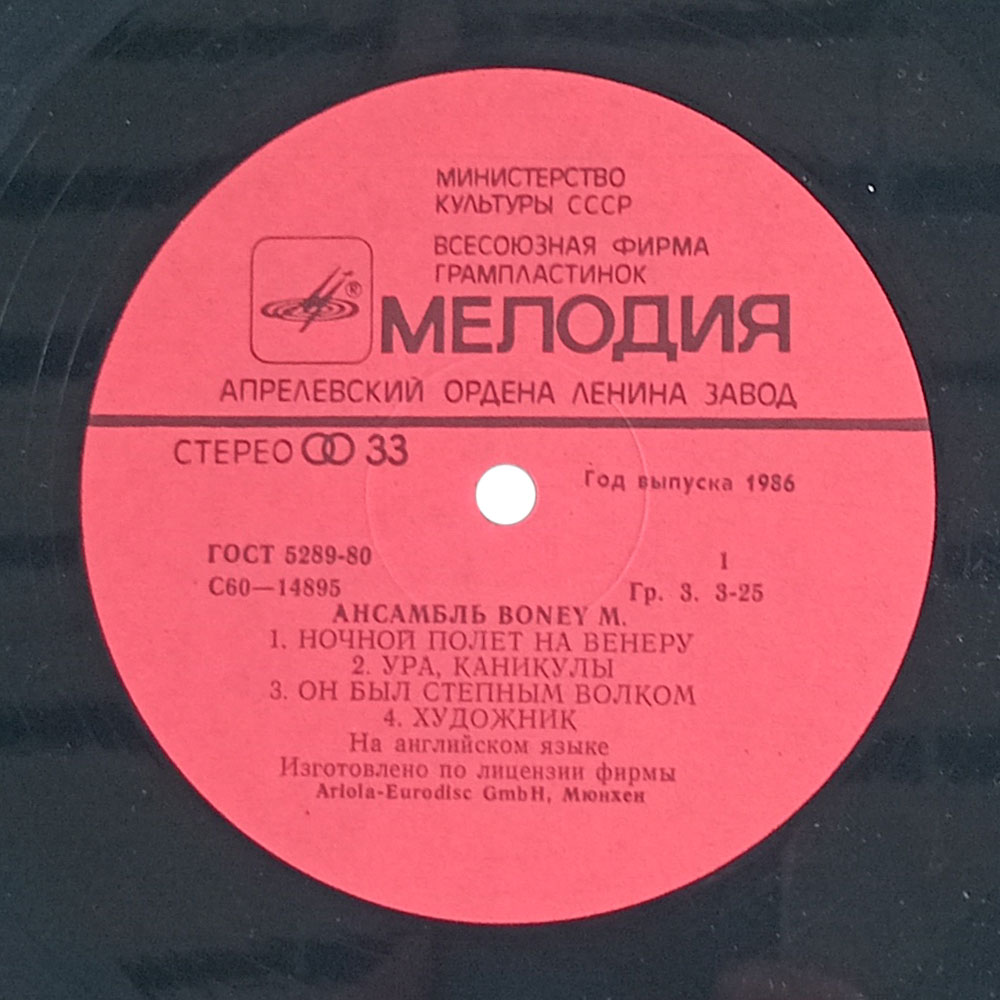 МИНИСТЕРСТВО
КУЛЬТУРЫ СССР
ВСЕСОЮЗНАЯ ФИРМА
ГРАМПЛАСТИНОК
®
МЕЛОДИЯ
АПРЕЛЕВСКИЙ ОРДЕНА ЛЕНИНА ЗАВОД
СТЕРЕО 33
Год выпуска 1986
ГОСТ 5289-80
1
С60—14895
Гр. 3. 3-25
АНСАМБЛЬ BONEY M.
1. НОЧНОЙ ПОЛЕТ НА ВЕНЕРУ
2. УРА, КАНИКУЛЫ
3. ОН БЫЛ СТЕПНЫМ ВОЛКОМ
4. ХУДОЖНИК
На английском языке
Изготовлено по лицензии фирмы
Ariola-Eurodisc GmbH, Мюнхен